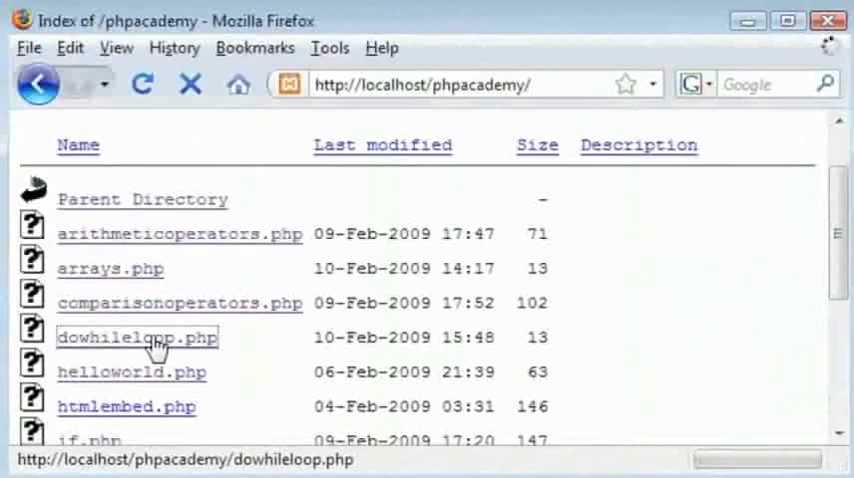 Index of /phpacademy - Mozilla Firefox
File Edit View History Bookmarks Tools Help
http://localhost/phpacademy/ G Google
Name Last modified Size Description
Parent Directory -
arithmeticoperators.php 09-Feb-2009 17:47 71
arrays.php 10-Feb-2009 14:17 13
comparisonoperators.php 09-Feb-2009 17:52 102
dowhileloop.php 10-Feb-2009 15:48 13
helloworld.php 06-Feb-2009 21:39 63
htmlembed.php 04-Feb-2009 03:31 146
if.php 09-Feb-2009 17:20 147
http://localhost/phpacademy/dowhileloop.php